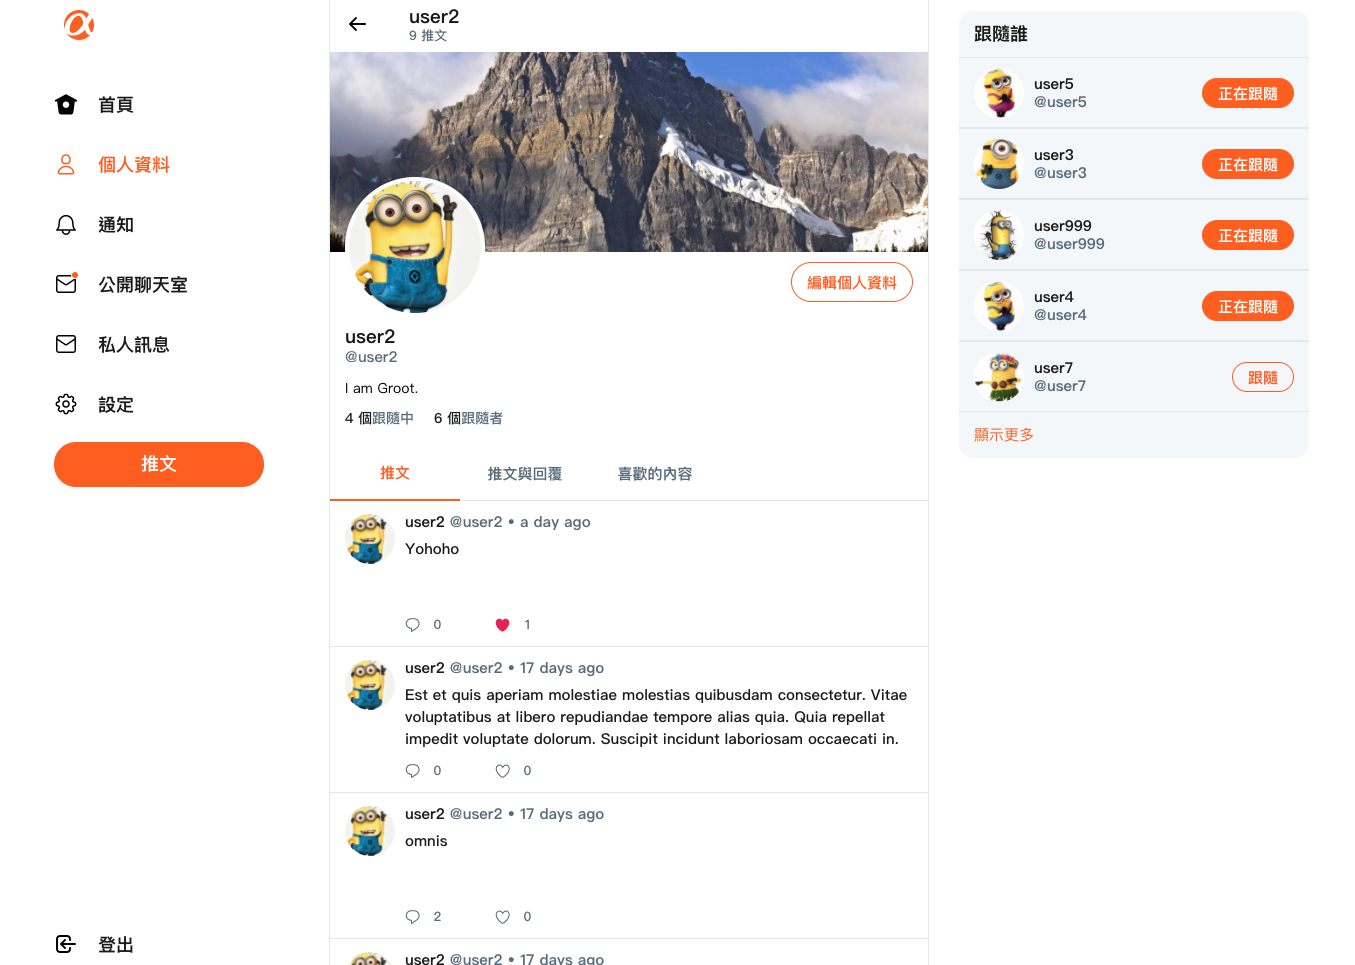 首頁
個人資料
通知
公開聊天室
私人訊息
設定
推文
登出
user2
9 推文
編輯個人資料
user2
@user2
I am Groot.
4 個跟隨中 6 個跟隨者
推文 推文與回覆 喜歡的內容
user2 @user2 • a day ago
Yohoho
0 1
user2 @user2 • 17 days ago
Est et quis aperiam molestiae molestias quibusdam consectetur. Vitae
voluptatibus at libero repudiandae tempore alias quia. Quia repellat
impedit voluptate dolorum. Suscipit incidunt laboriosam occaecati in.
0 0
user2 @user2 • 17 days ago
omnis
2 0
user2 @user2 • 17 days ago
跟隨誰
user5
@user5
正在跟隨
user3
@user3
正在跟隨
user999
@user999
正在跟隨
user4
@user4
正在跟隨
user7
@user7
跟隨
顯示更多